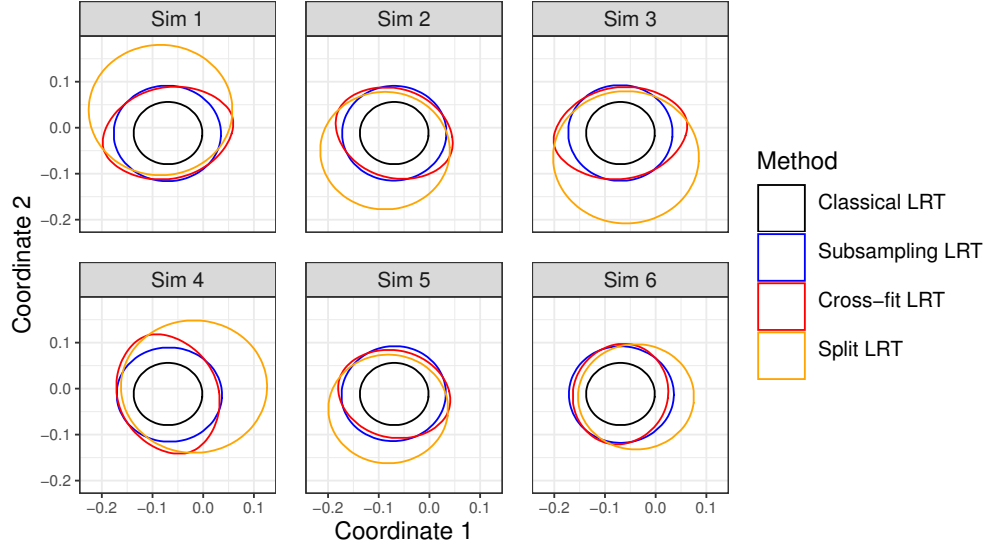 Sim 1
Sim 2
Sim 3
0.1
0.0
−0.1
−0.2
Sim 4
Sim 5
Sim 6
0.1
0.0
−0.1
−0.2
−0.2 −0.1 0.0 0.1
−0.2 −0.1 0.0 0.1
−0.2 −0.1 0.0 0.1
Coordinate 1
Coordinate 2
Method
Classical LRT
Subsampling LRT
Cross−fit LRT
Split LRT